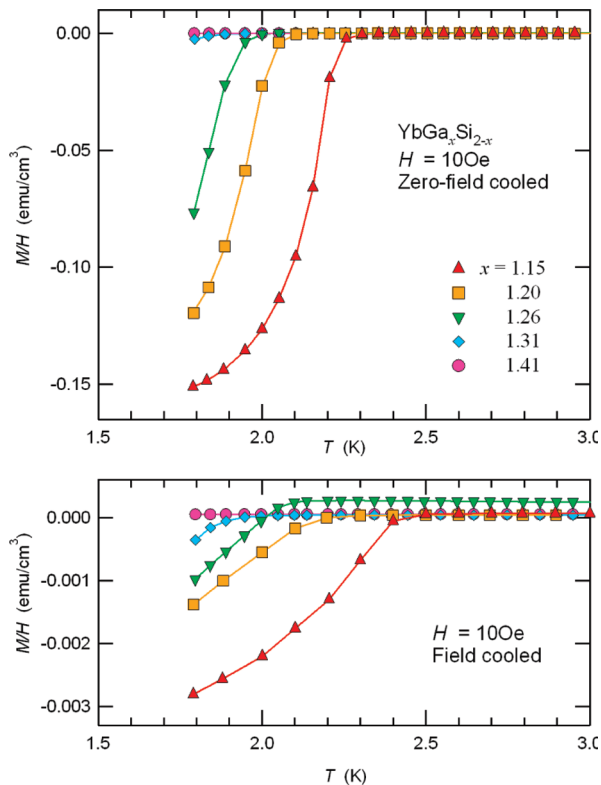 0.00
-0.05
-0.10
-0.15
M/H (emu/cm³)
YbGaxSi2-x
H = 10Oe
Zero-field cooled
x = 1.15
1.20
1.26
1.31
1.41
1.5
2.0
2.5
3.0
T (K)
0.000
-0.001
-0.002
-0.003
M/H (emu/cm³)
H = 10Oe
Field cooled
1.5
2.0
2.5
3.0
T (K)